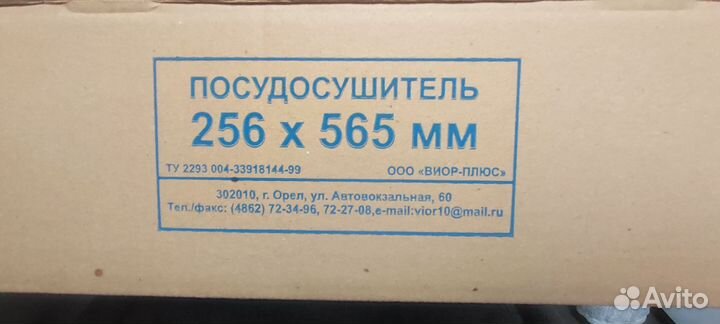 ПОСУДОСУШИТЕЛЬ
256 х 565 мм
ТУ 2293 004-33918144-99 ООО «ВИОР-ПЛЮС»
302010, г. Орел, ул. Автовокзальная, 60
Тел./факс: (4862) 72-34-96, 72-27-08,e-mail:vior10@mail.ru
Avito